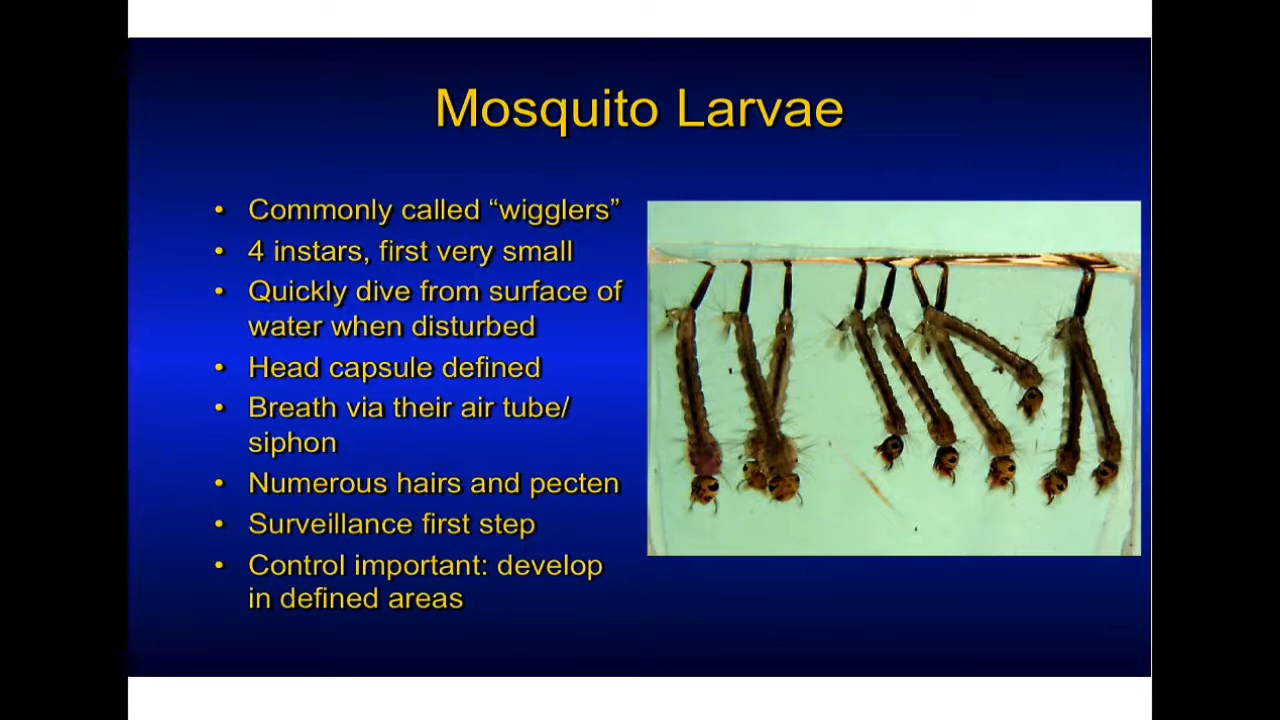 Mosquito Larvae
• Commonly called “wigglers”
• 4 instars, first very small
• Quickly dive from surface of
water when disturbed
• Head capsule defined
• Breath via their air tube/
siphon
• Numerous hairs and pecten
• Surveillance first step
• Control important: develop
in defined areas